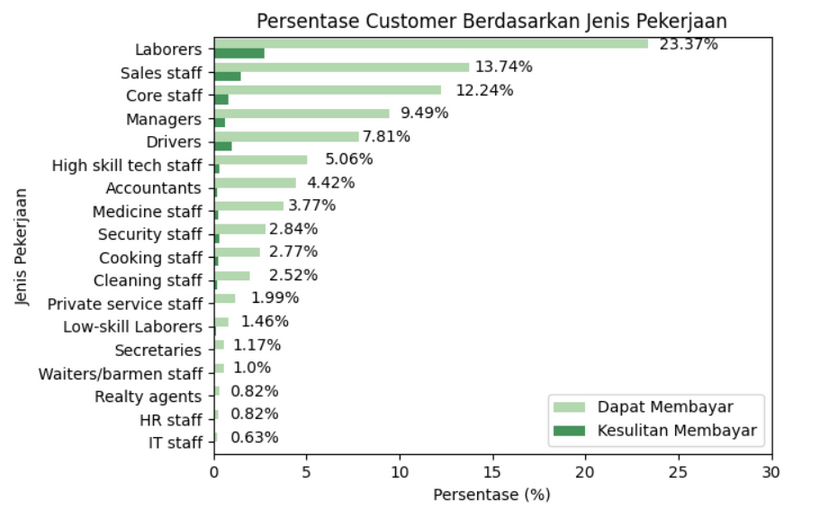 Persentase Customer Berdasarkan Jenis Pekerjaan
Laborers 23.37%
Sales staff 13.74%
Core staff 12.24%
Managers 9.49%
Drivers 7.81%
High skill tech staff 5.06%
Accountants 4.42%
Medicine staff 3.77%
Security staff 2.84%
Cooking staff 2.77%
Cleaning staff 2.52%
Private service staff 1.99%
Low-skill Laborers 1.46%
Secretaries 1.17%
Waiters/barmen staff 1.0%
Realty agents 0.82%
HR staff 0.82%
IT staff 0.63%
Jenis Pekerjaan
Dapat Membayar
Kesulitan Membayar
0 5 10 15 20 25 30
Persentase (%)